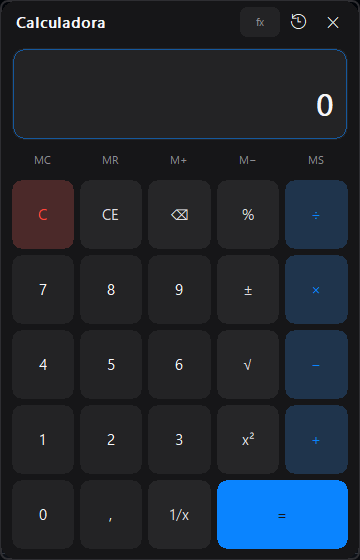 Calculadora fx
0
MC MR M+ M− MS
C CE ⌫ % ÷
7 8 9 ± ×
4 5 6 √ −
1 2 3 x² +
0 , 1/x =